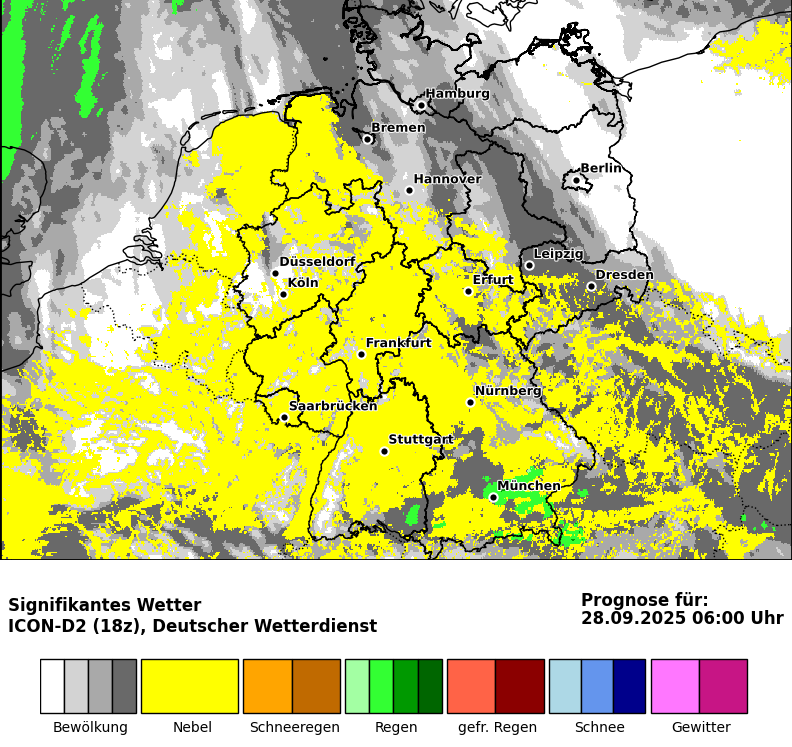 Hamburg
Bremen
Berlin
Hannover
Leipzig
Düsseldorf
Dresden
Köln
Erfurt
Frankfurt
Nürnberg
Saarbrücken
Stuttgart
München
Signifikantes Wetter
ICON-D2 (18z), Deutscher Wetterdienst
Prognose für:
28.09.2025 06:00 Uhr
Bewölkung
Nebel
Schneeregen
Regen
gefr. Regen
Schnee
Gewitter